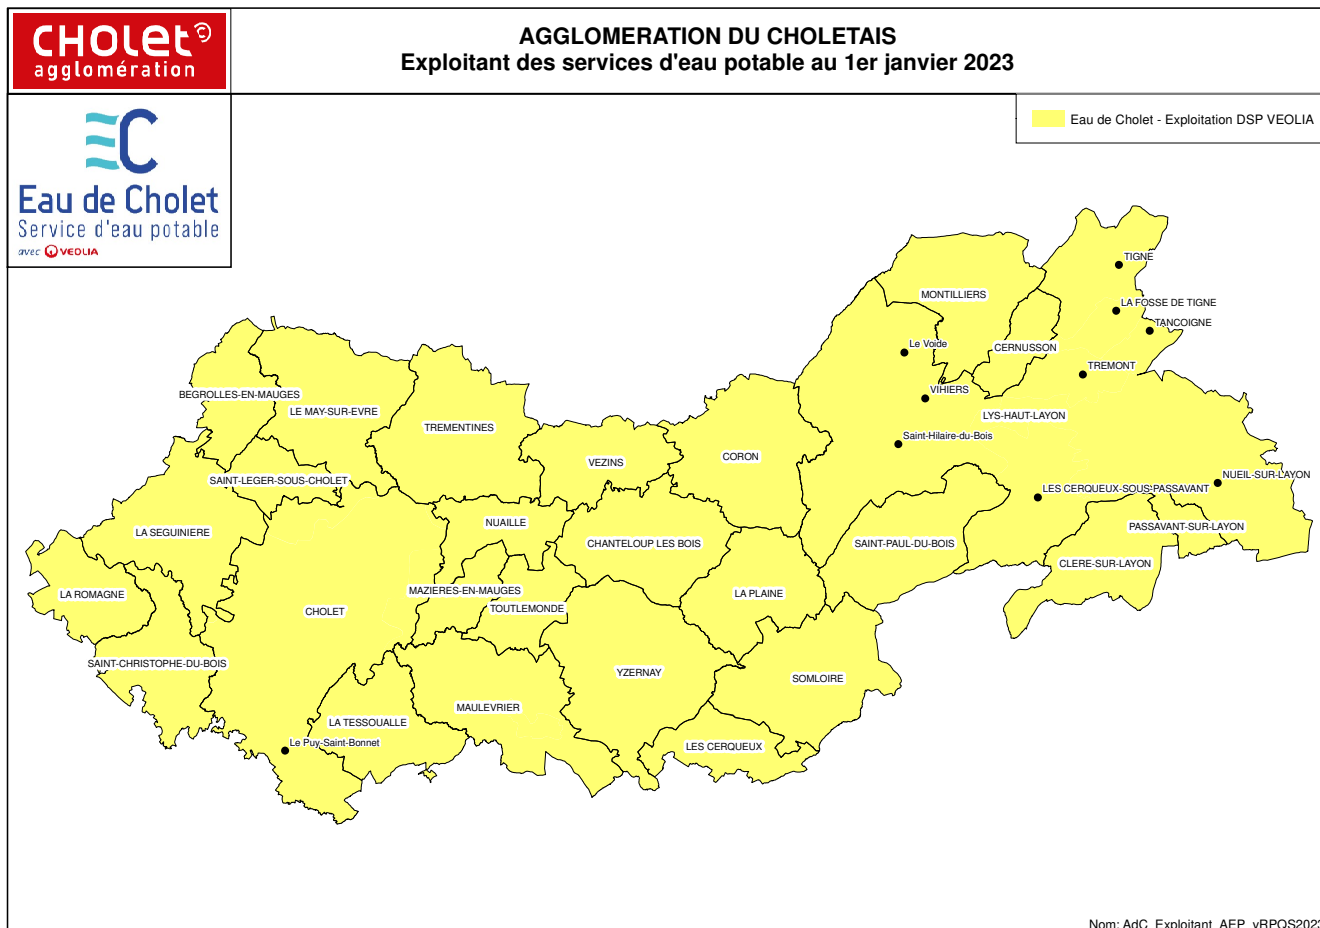 CHOLET
agglomération
AGGLOMERATION DU CHOLETAIS
Exploitant des services d'eau potable au 1er janvier 2023
Eau de Cholet
Service d'eau potable
avec VEOLIA
Eau de Cholet - Exploitation DSP VEOLIA
TIGNE
MONTILLIERS
LA FOSSE DE TIGNE
TANCOIGNE
Le Voide
CERNUSSON
TREMONT
VIHIERS
BEGROLLES-EN-MAUGES
LE MAY-SUR-EVRE
LYS-HAUT-LAYON
TREMENTINES
Saint-Hilaire-du-Bois
CORON
VEZINS
NUEIL-SUR-LAYON
SAINT-LEGER-SOUS-CHOLET
LES CERQUEUX-SOUS-PASSAVANT
NUAILLE
PASSAVANT-SUR-LAYON
LA SEGUINIERE
CHANTELOUP LES BOIS
SAINT-PAUL-DU-BOIS
CLERE-SUR-LAYON
MAZIERES-EN-MAUGES
LA ROMAGNE
LA PLAINE
CHOLET
TOUTLEMONDE
SAINT-CHRISTOPHE-DU-BOIS
YZERNAY
SOMLOIRE
MAULEVRIER
LA TESSOUALLE
Le Puy-Saint-Bonnet
LES CERQUEUX
Nom: AdC_Exploitant_AEP_vRPQS2023